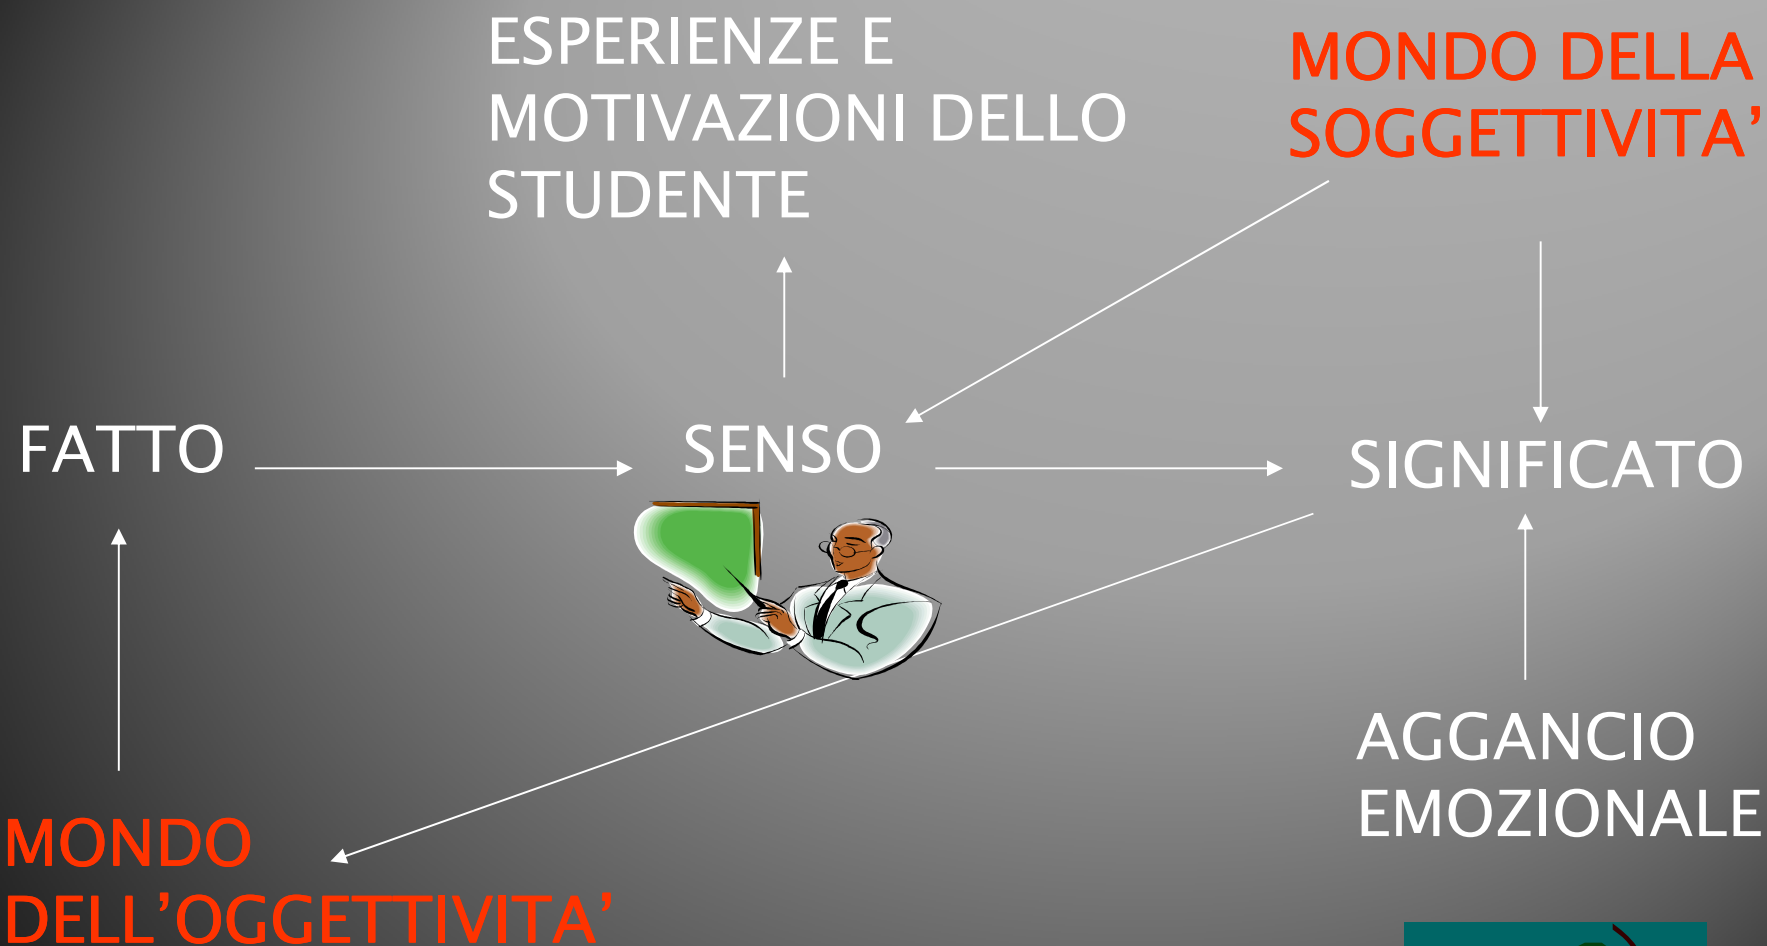 ESPERIENZE E
MOTIVAZIONI DELLO
STUDENTE
MONDO DELLA
SOGGETTIVITA’
FATTO
SENSO
SIGNIFICATO
AGGANCIO
EMOZIONALE
MONDO
DELL’OGGETTIVITA’